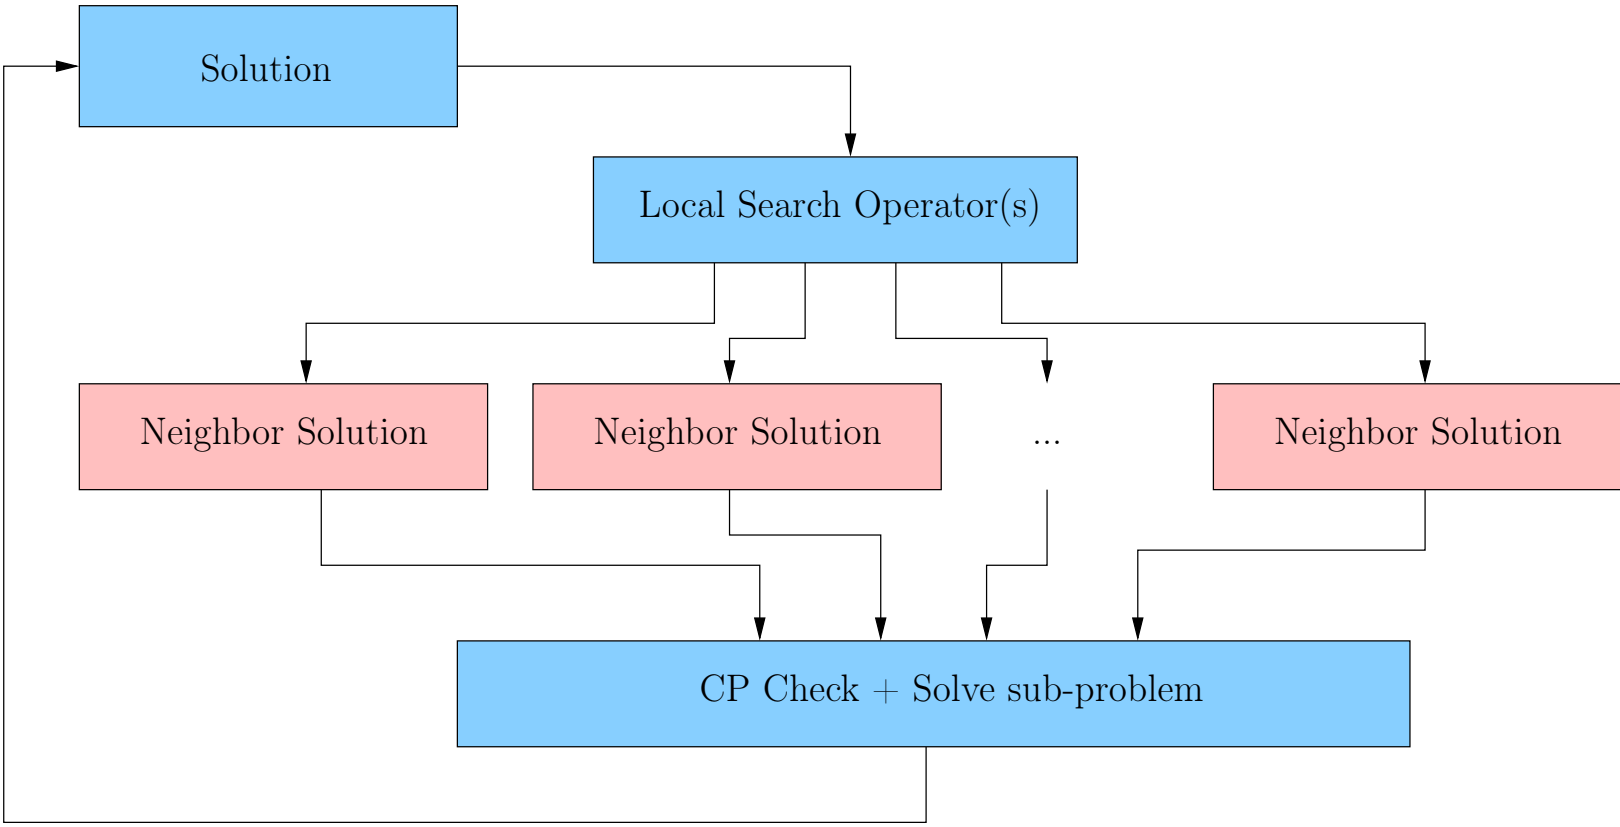 Solution
Local Search Operator(s)
Neighbor Solution
Neighbor Solution
...
Neighbor Solution
CP Check + Solve sub-problem